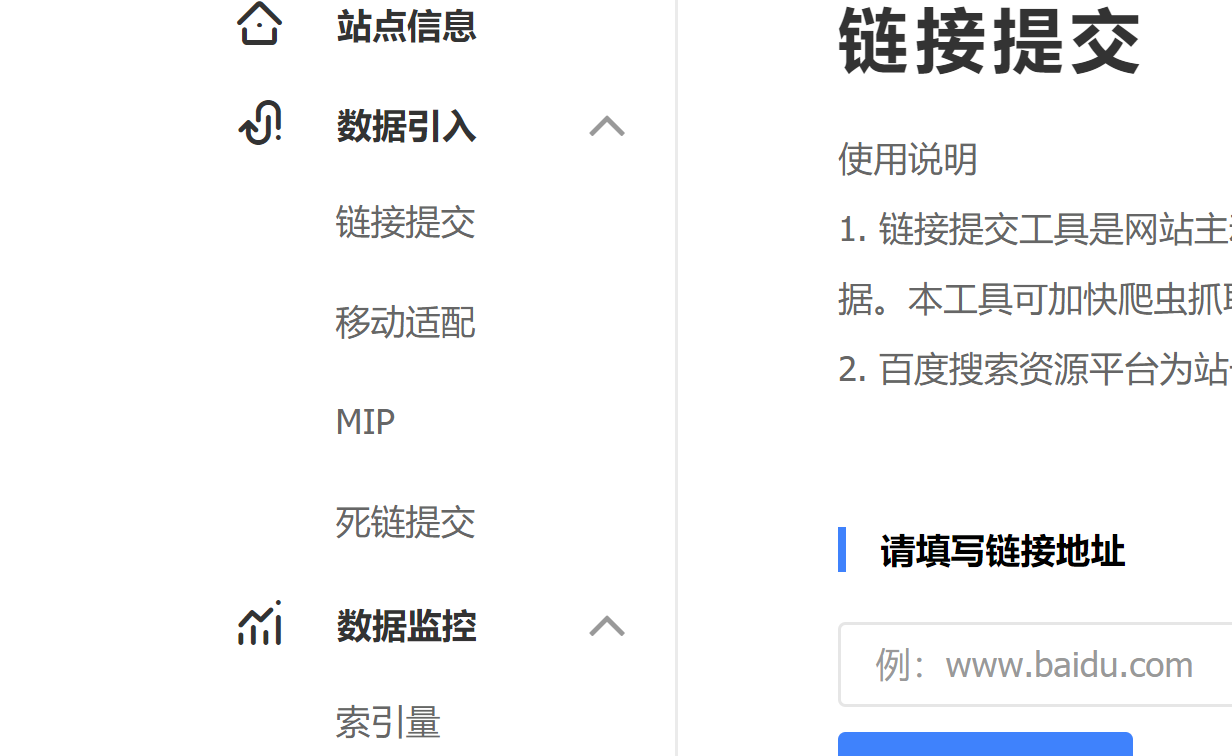 站点信息
数据引入
链接提交
移动适配
MIP
死链提交
数据监控
索引量
链接提交
使用说明
1. 链接提交工具是网站主
据。本工具可加快爬虫抓
2. 百度搜索资源平台为站
请填写链接地址
例：www.baidu.com